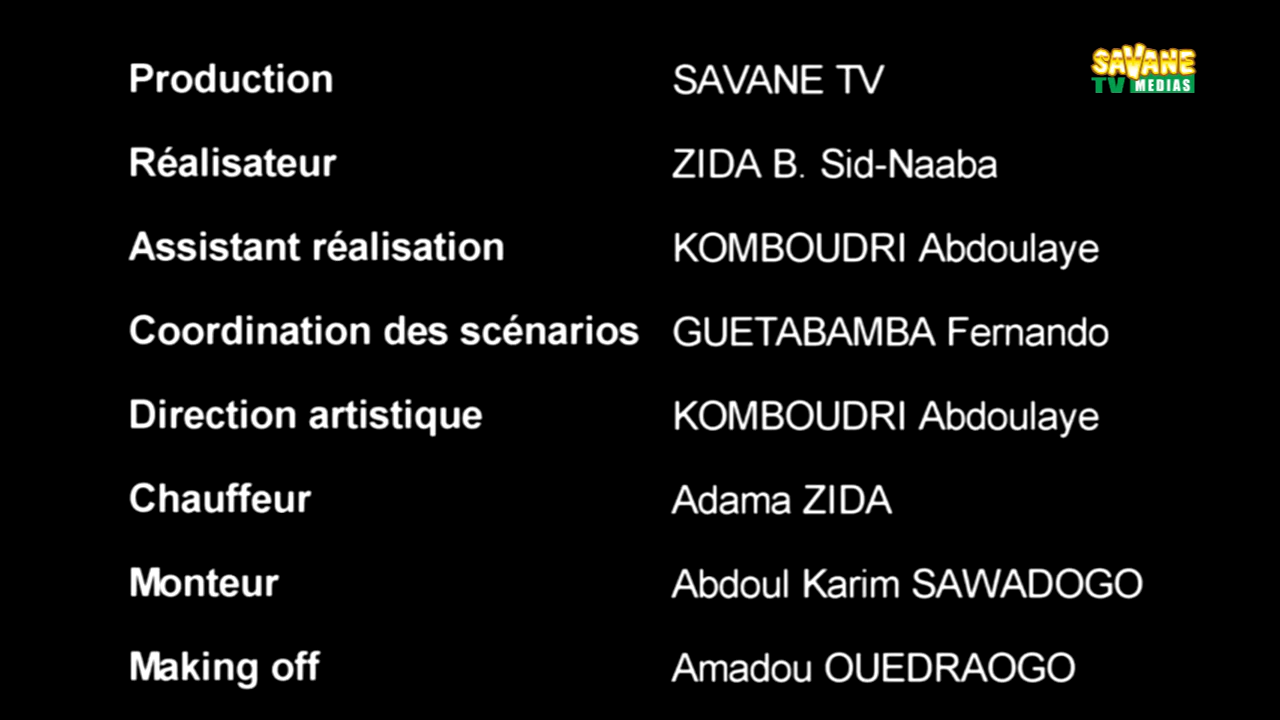 Production SAVANE TV
Réalisateur ZIDA B. Sid-Naaba
Assistant réalisation KOMBOUDRI Abdoulaye
Coordination des scénarios GUETABAMBA Fernando
Direction artistique KOMBOUDRI Abdoulaye
Chauffeur Adama ZIDA
Monteur Abdoul Karim SAWADOGO
Making off Amadou OUEDRAOGO
SAVANE
TV MEDIAS